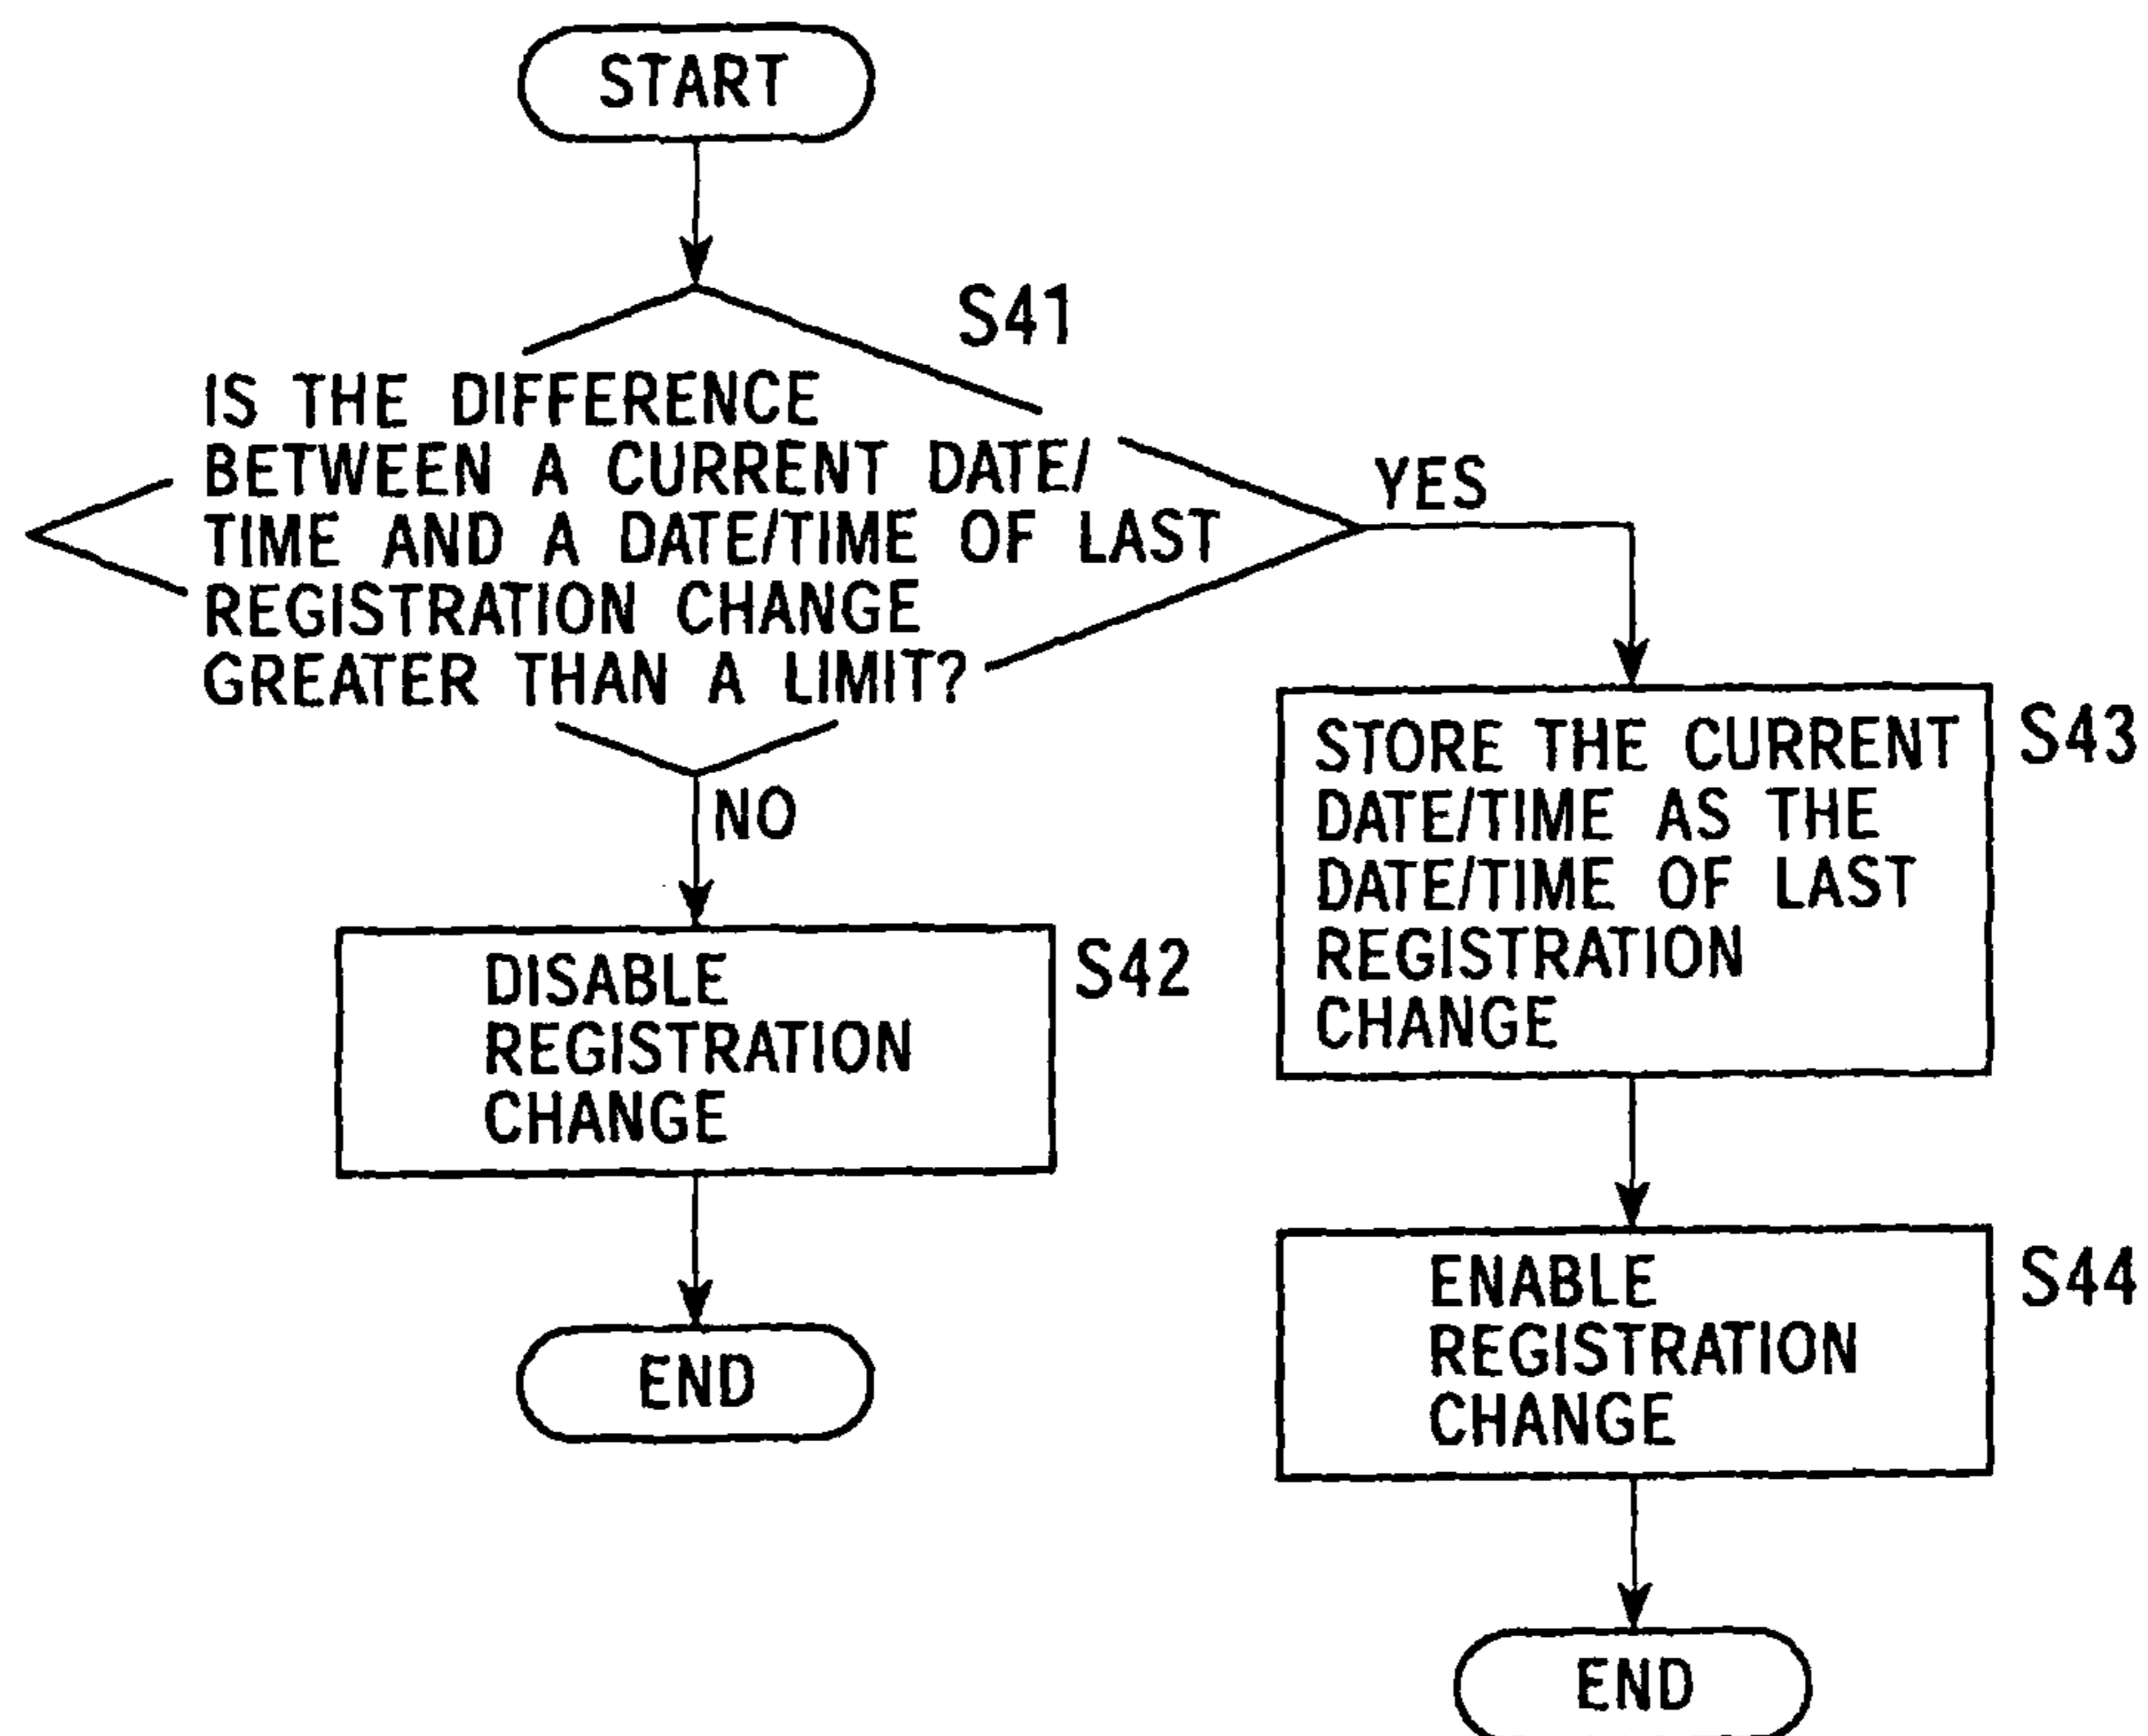 START
S41
IS THE DIFFERENCE
BETWEEN A CURRENT DATE/
TIME AND A DATE/TIME OF LAST
REGISTRATION CHANGE
GREATER THAN A LIMIT?
YES
NO
STORE THE CURRENT
DATE/TIME AS THE
DATE/TIME OF LAST
REGISTRATION
CHANGE
S43
DISABLE
REGISTRATION
CHANGE
S42
ENABLE
REGISTRATION
CHANGE
S44
END
END